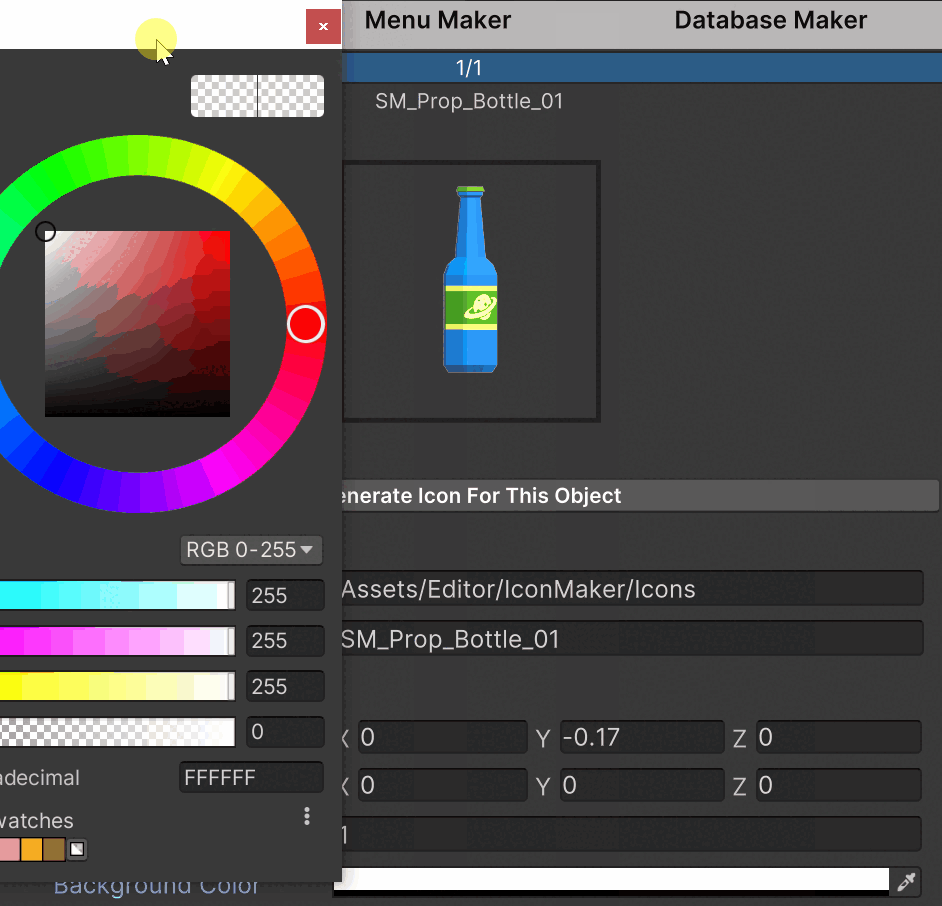 Menu Maker
Database Maker
1/1
SM_Prop_Bottle_01
enerate Icon For This Object
RGB 0-255
255
255
255
0
adecimal
FFFFFF
watches
Assets/Editor/IconMaker/Icons
SM_Prop_Bottle_01
X 0 Y -0.17 Z 0
X 0 Y 0 Z 0
1
Background Color